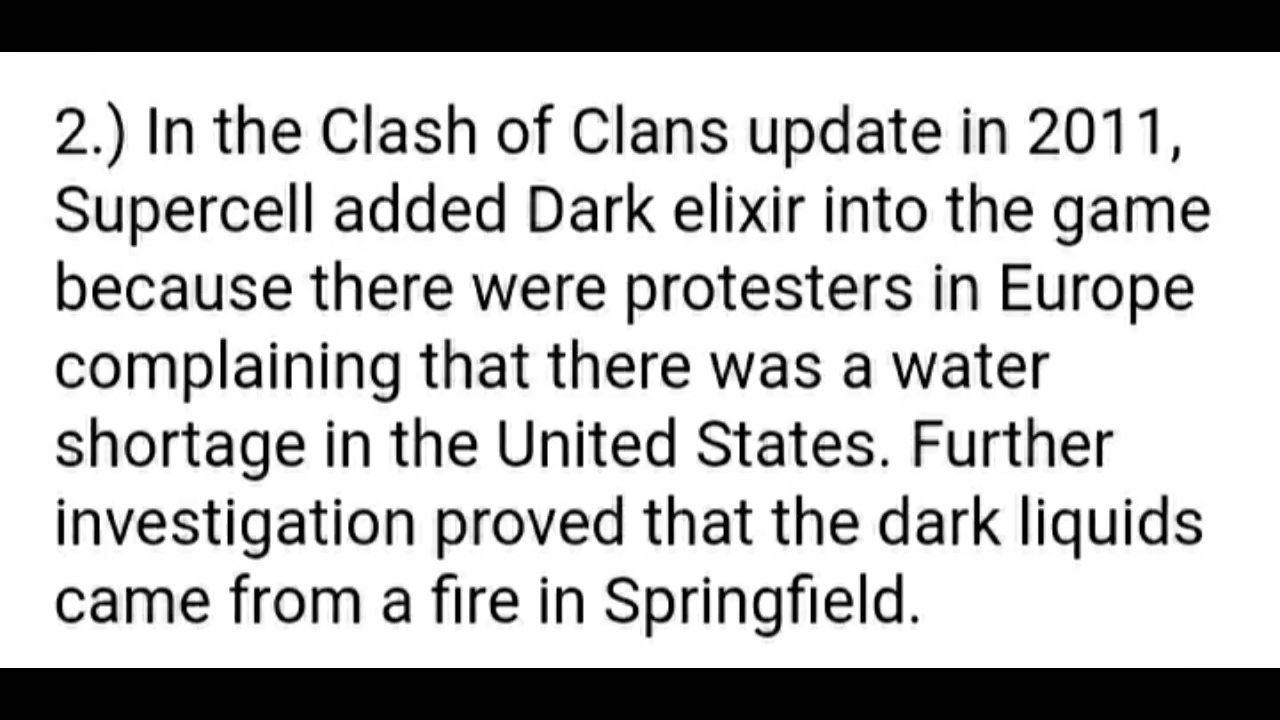 2.) In the Clash of Clans update in 2011,
Supercell added Dark elixir into the game
because there were protesters in Europe
complaining that there was a water
shortage in the United States. Further
investigation proved that the dark liquids
came from a fire in Springfield.